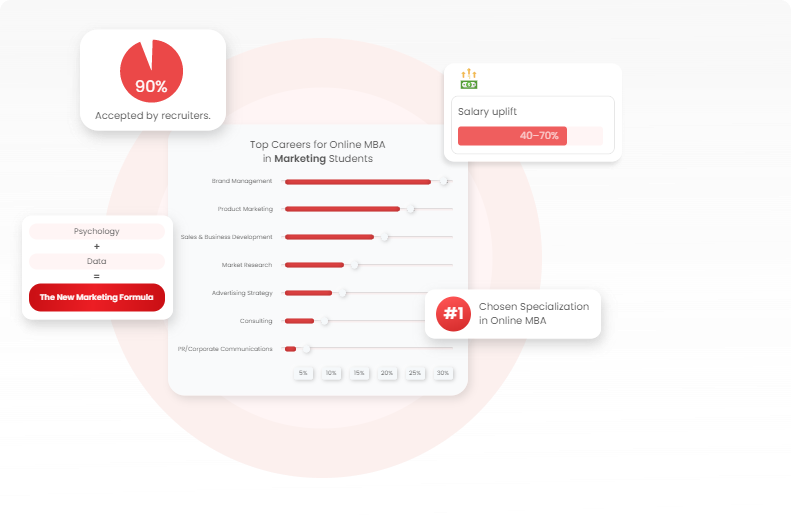 90%
Accepted by recruiters.
Salary uplift
40–70%
Top Careers for Online MBA
in Marketing Students
Brand Management
Product Marketing
Sales & Business Development
Market Research
Advertising Strategy
Consulting
PR/Corporate Communications
5% 10% 15% 20% 25% 30%
Psychology
+
Data
=
The New Marketing Formula
#1
Chosen Specialization
in Online MBA